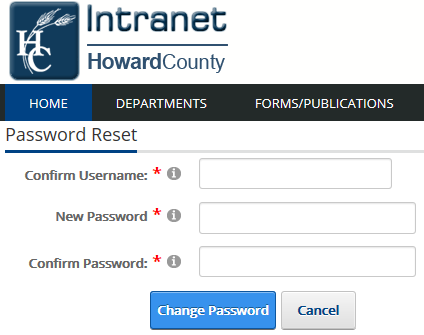 HC
Intranet
HowardCounty
HOME DEPARTMENTS FORMS/PUBLICATIONS
Password Reset
Confirm Username: *
New Password *
Confirm Password: *
Change Password Cancel